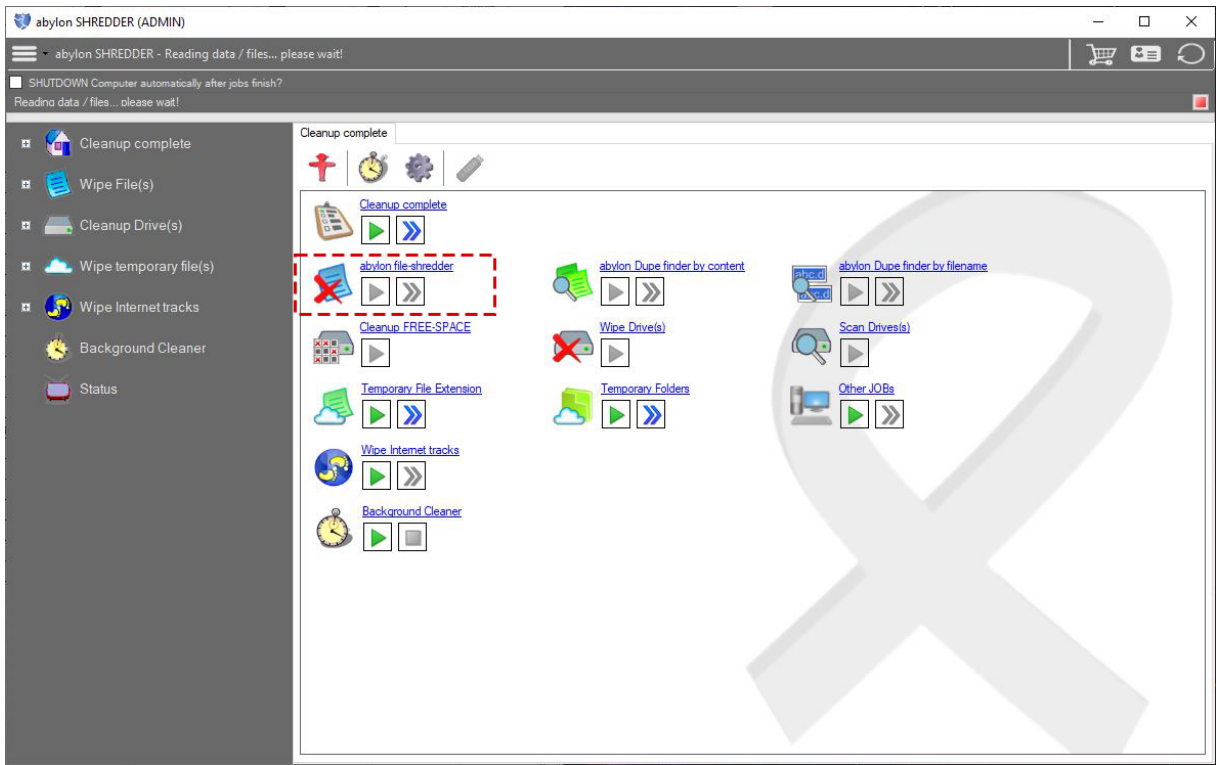 abylon SHREDDER (ADMIN)
abylon SHREDDER - Reading data / files... please wait!
SHUTDOWN Computer automatically after jobs finish?
Reading data / files... please wait!
Cleanup complete
Wipe File(s)
Cleanup Drive(s)
Wipe temporary file(s)
Wipe Internet tracks
Background Cleaner
Status
Cleanup complete
Cleanup complete
abylon file-shredder
abylon Dupe finder by content
abc.d
abc.d
abylon Dupe finder by filename
Cleanup FREE-SPACE
Wipe Drive(s)
Scan Drives(s)
Temporary File Extension
Temporary Folders
Other JOBs
Wipe Internet tracks
Background Cleaner